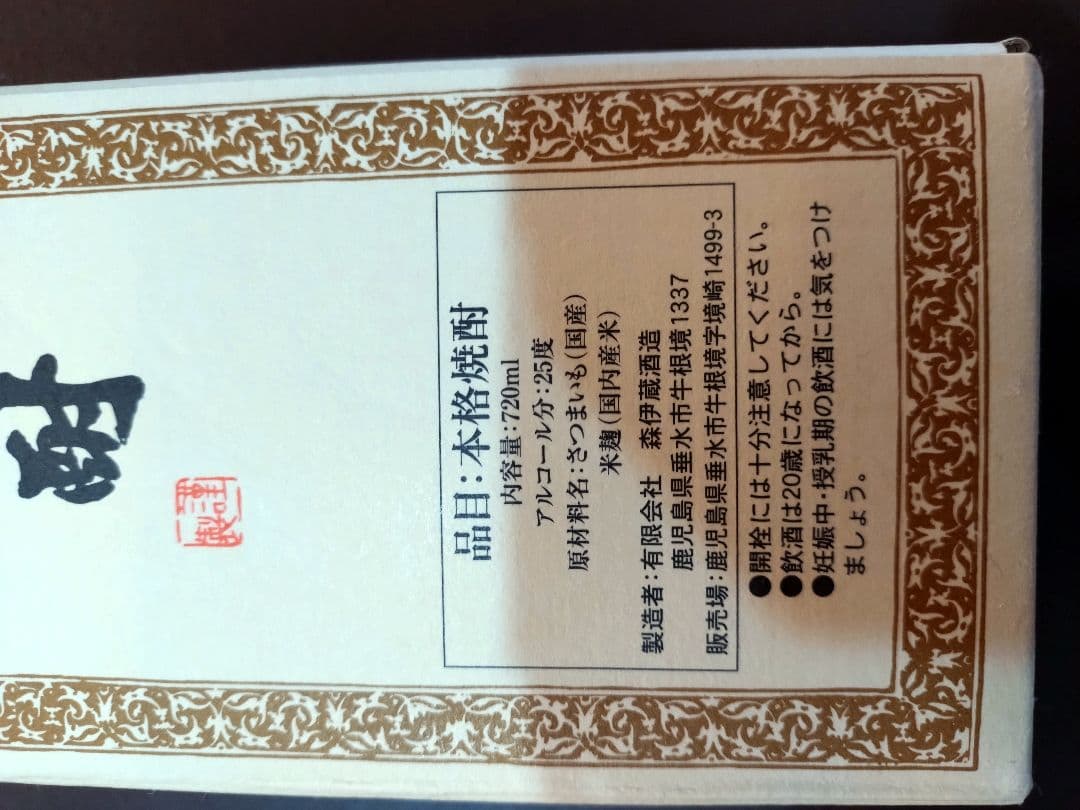 酎
謹製
品目：本格焼酎
内容量：720ml
アルコール分：25度
原材料名：さつまいも（国産）
米麹（国内産米）
製造者：有限会社　森伊蔵酒造
鹿児島県垂水市牛根境1337
販売場：鹿児島県垂水市牛根境字境崎1499-3
●開栓には十分注意してください。
●飲酒は20歳になってから。
●妊娠中・授乳期の飲酒には気をつけ
ましょう。